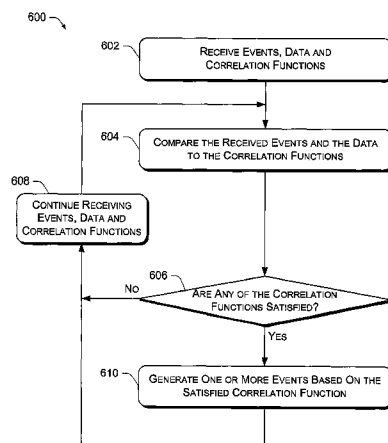 600
602
RECEIVE EVENTS, DATA AND
CORRELATION FUNCTIONS
604
COMPARE THE RECEIVED EVENTS AND THE DATA
TO THE CORRELATION FUNCTIONS
608
CONTINUE RECEIVING
EVENTS, DATA AND
CORRELATION FUNCTIONS
606
NO
ARE ANY OF THE CORRELATION
FUNCTIONS SATISFIED?
YES
610
GENERATE ONE OR MORE EVENTS BASED ON THE
SATISFIED CORRELATION FUNCTION